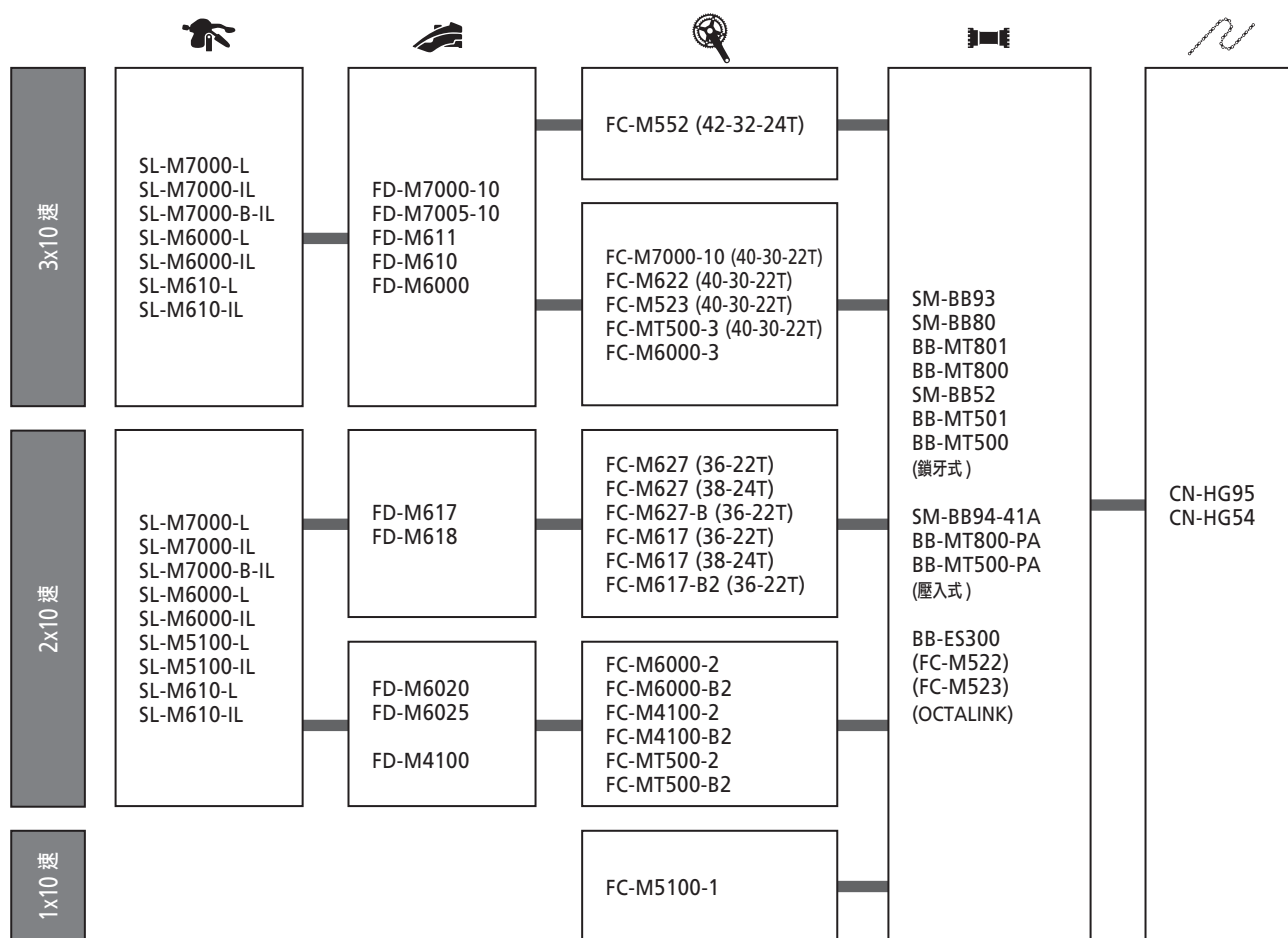 3x10 速
SL-M7000-L
SL-M7000-IL
SL-M7000-B-IL
SL-M6000-L
SL-M6000-IL
SL-M610-L
SL-M610-IL
FD-M7000-10
FD-M7005-10
FD-M611
FD-M610
FD-M6000
FC-M552 (42-32-24T)
FC-M7000-10 (40-30-22T)
FC-M622 (40-30-22T)
FC-M523 (40-30-22T)
FC-MT500-3 (40-30-22T)
FC-M6000-3
2x10 速
SL-M7000-L
SL-M7000-IL
SL-M7000-B-IL
SL-M6000-L
SL-M6000-IL
SL-M5100-L
SL-M5100-IL
SL-M610-L
SL-M610-IL
FD-M617
FD-M618
FC-M627 (36-22T)
FC-M627 (38-24T)
FC-M627-B (36-22T)
FC-M617 (36-22T)
FC-M617 (38-24T)
FC-M617-B2 (36-22T)
FD-M6020
FD-M6025
FD-M4100
FC-M6000-2
FC-M6000-B2
FC-M4100-2
FC-M4100-B2
FC-MT500-2
FC-MT500-B2
1x10 速
FC-M5100-1
SM-BB93
SM-BB80
BB-MT801
BB-MT800
SM-BB52
BB-MT501
BB-MT500
(鎖牙式 )
SM-BB94-41A
BB-MT800-PA
BB-MT500-PA
(壓入式 )
BB-ES300
(FC-M522)
(FC-M523)
(OCTALINK)
CN-HG95
CN-HG54